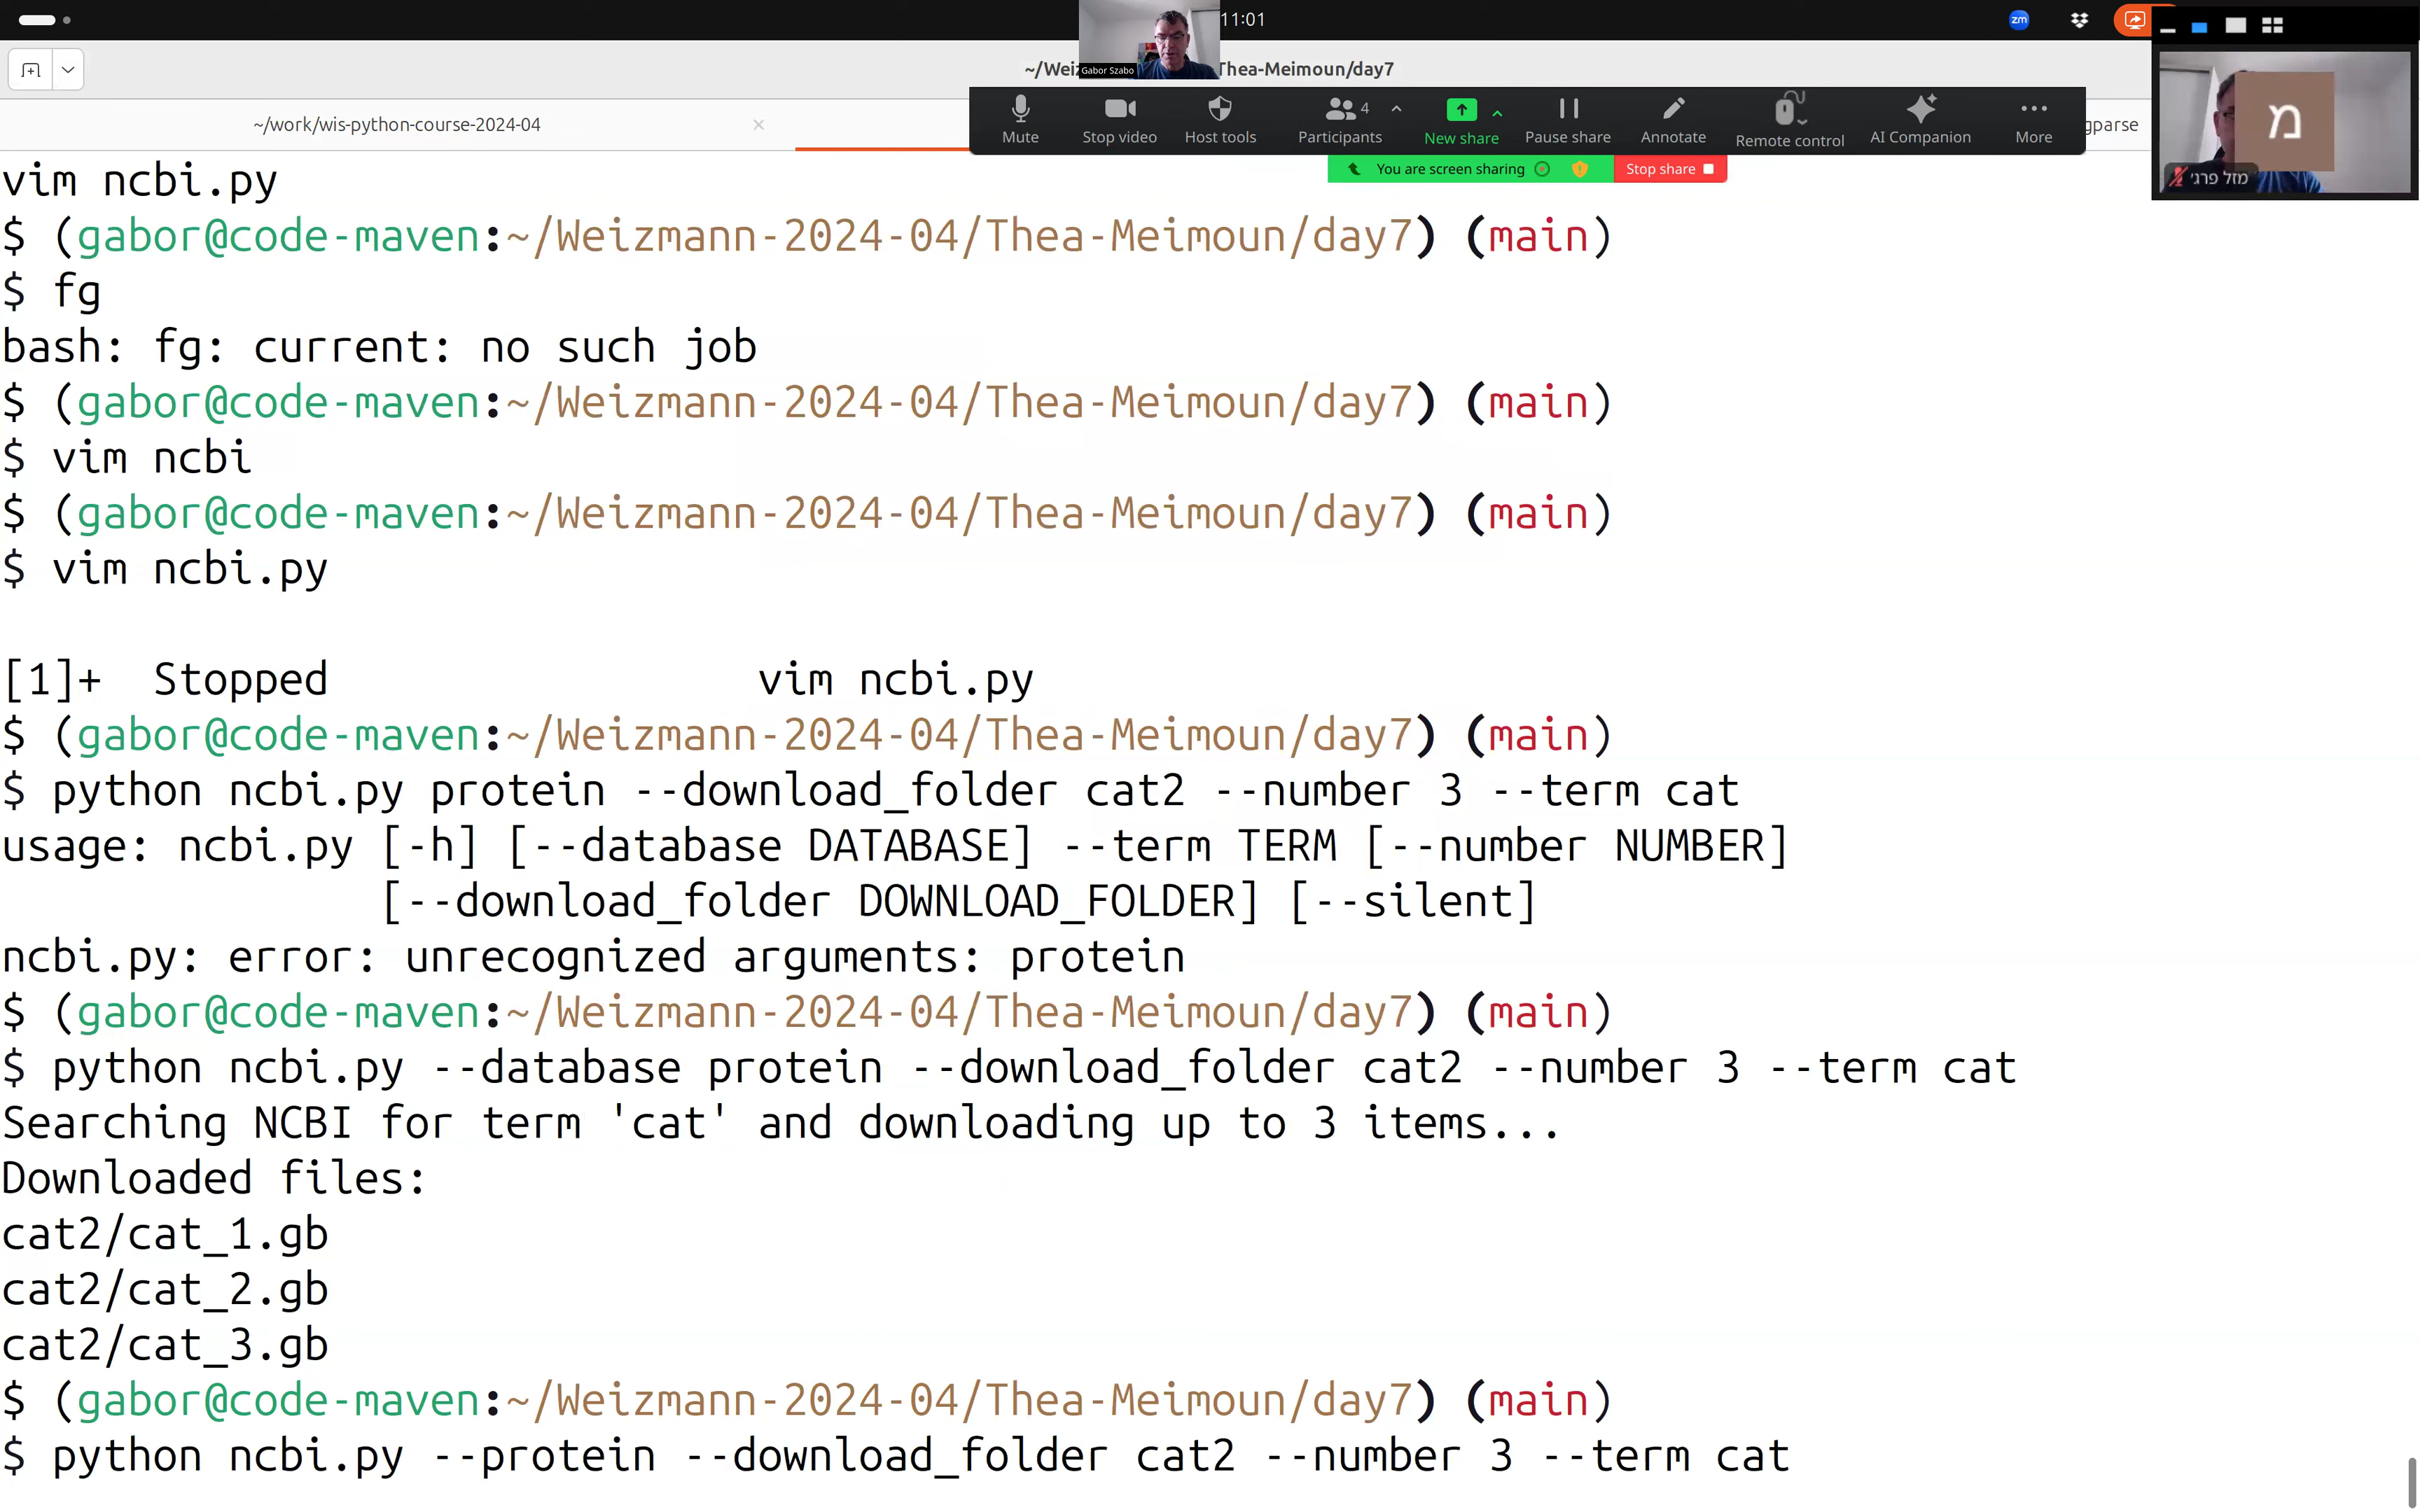 11:01
zm
Gabor Szabo
~/Wei Thea-Meimoun/day7
~/work/wis-python-course-2024-04
gparse
Mute
Stop video
Host tools
Participants 4
New share
Pause share
Annotate
Remote control
AI Companion
More
You are screen sharing
Stop share
מ
מזל פרג׳
vim ncbi.py
$ (gabor@code-maven:~/Weizmann-2024-04/Thea-Meimoun/day7) (main)
$ fg
bash: fg: current: no such job
$ (gabor@code-maven:~/Weizmann-2024-04/Thea-Meimoun/day7) (main)
$ vim ncbi
$ (gabor@code-maven:~/Weizmann-2024-04/Thea-Meimoun/day7) (main)
$ vim ncbi.py
[1]+ Stopped vim ncbi.py
$ (gabor@code-maven:~/Weizmann-2024-04/Thea-Meimoun/day7) (main)
$ python ncbi.py protein --download_folder cat2 --number 3 --term cat
usage: ncbi.py [-h] [--database DATABASE] --term TERM [--number NUMBER]
[--download_folder DOWNLOAD_FOLDER] [--silent]
ncbi.py: error: unrecognized arguments: protein
$ (gabor@code-maven:~/Weizmann-2024-04/Thea-Meimoun/day7) (main)
$ python ncbi.py --database protein --download_folder cat2 --number 3 --term cat
Searching NCBI for term 'cat' and downloading up to 3 items...
Downloaded files:
cat2/cat_1.gb
cat2/cat_2.gb
cat2/cat_3.gb
$ (gabor@code-maven:~/Weizmann-2024-04/Thea-Meimoun/day7) (main)
$ python ncbi.py --protein --download_folder cat2 --number 3 --term cat